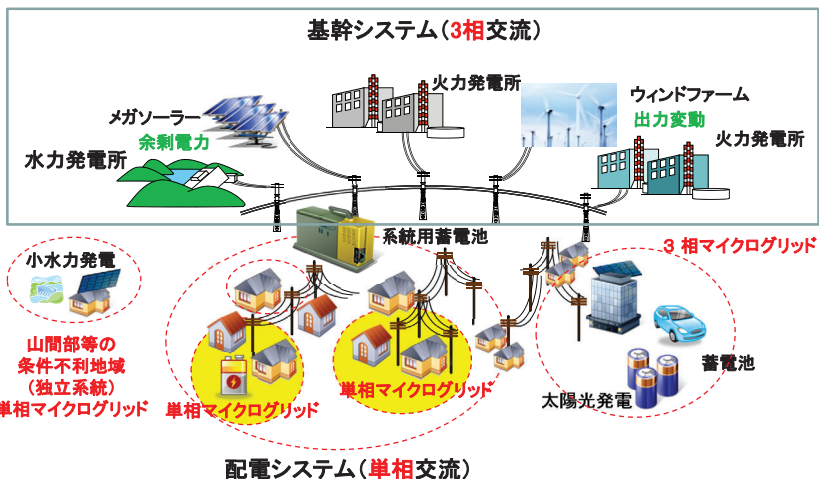 基幹システム（3相交流）
火力発電所
メガソーラー
余剰電力
ウィンドファーム
出力変動
水力発電所
火力発電所
系統用蓄電池
３相マイクログリッド
小水力発電
山間部等の
条件不利地域
（独立系統）
単相マイクログリッド
単相マイクログリッド
単相マイクログリッド
蓄電池
太陽光発電
配電システム（単相交流）